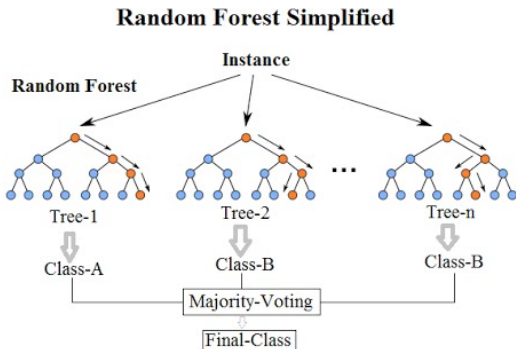 Random Forest Simplified
Instance
Random Forest
...
Tree-1 Tree-2 Tree-n
Class-A Class-B Class-B
Majority-Voting
Final-Class